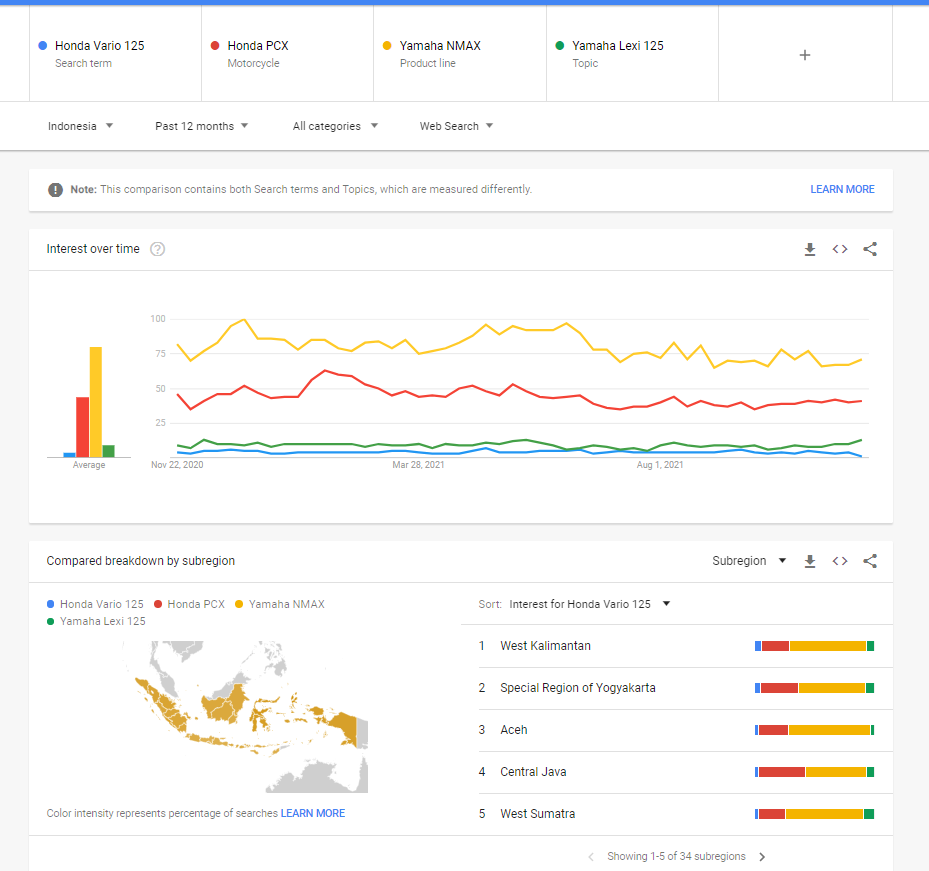 Honda Vario 125
Search term
Honda PCX
Motorcycle
Yamaha NMAX
Product line
Yamaha Lexi 125
Topic
+
Indonesia
Past 12 months
All categories
Web Search
Note: This comparison contains both Search terms and Topics, which are measured differently.
LEARN MORE
Interest over time
100
75
50
25
Average
Nov 22, 2020
Mar 28, 2021
Aug 1, 2021
Compared breakdown by subregion
Subregion
Honda Vario 125 Honda PCX Yamaha NMAX
Yamaha Lexi 125
Color intensity represents percentage of searches LEARN MORE
Sort: Interest for Honda Vario 125
1 West Kalimantan
2 Special Region of Yogyakarta
3 Aceh
4 Central Java
5 West Sumatra
Showing 1-5 of 34 subregions